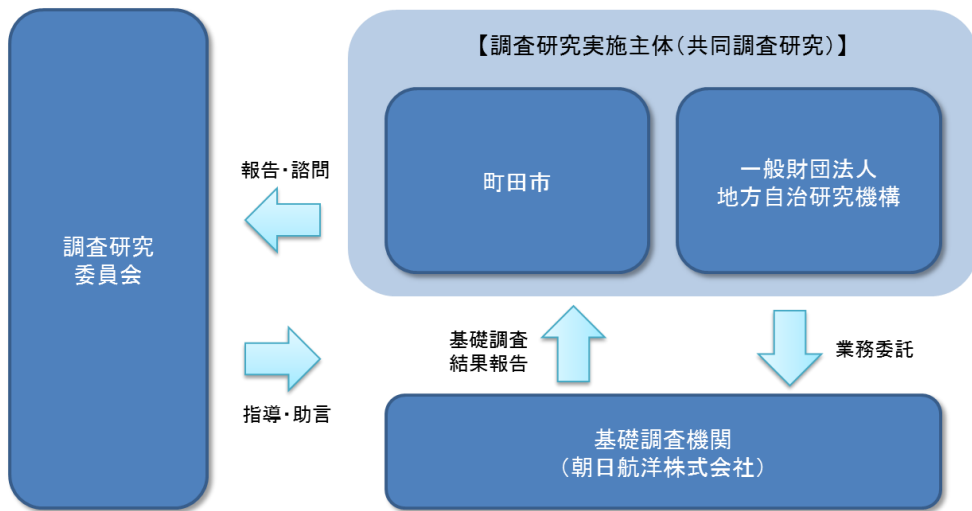 【調査研究実施主体(共同調査研究)】
町田市
一般財団法人
地方自治研究機構
報告・諮問
調査研究
委員会
指導・助言
基礎調査
結果報告
業務委託
基礎調査機関
(朝日航洋株式会社)